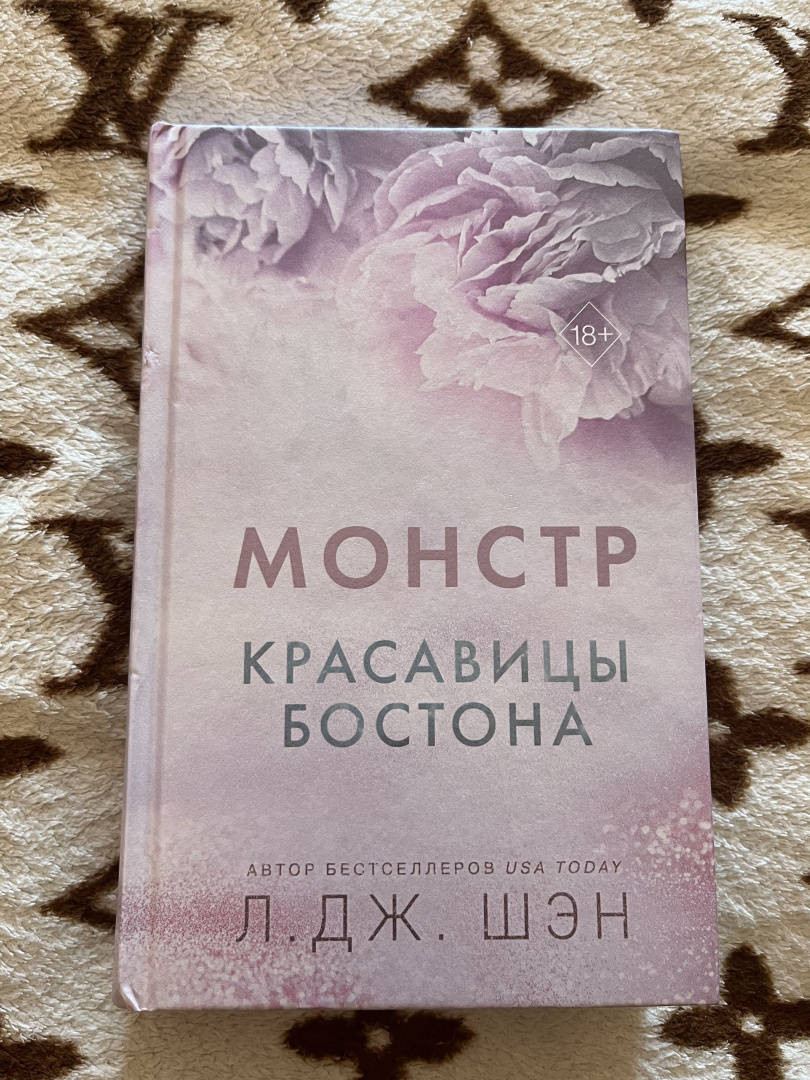 18+
МОНСТР
КРАСАВИЦЫ
БОСТОНА
АВТОР БЕСТСЕЛЛЕРОВ USA TODAY
Л.ДЖ. ШЭН